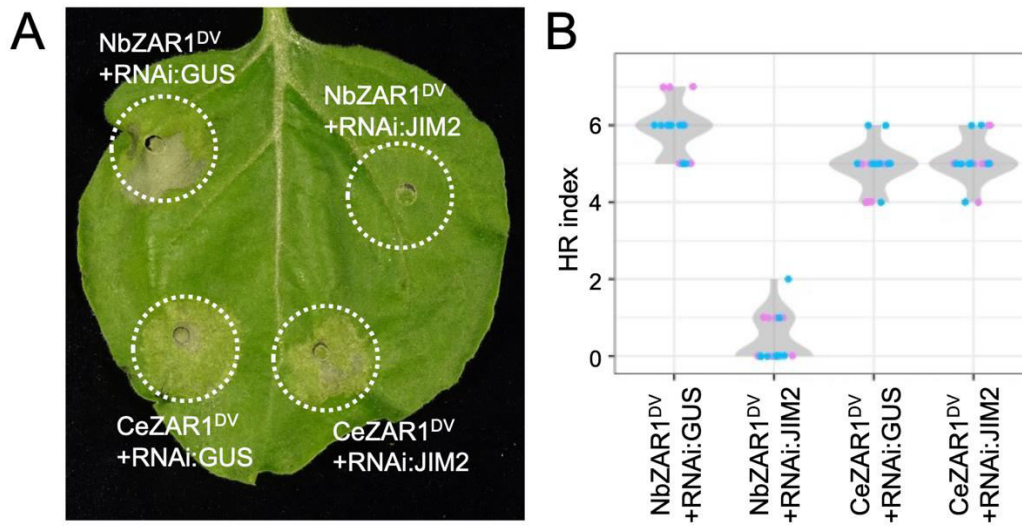 A
NbZAR1ᴰⱽ
+RNAi:GUS
NbZAR1ᴰⱽ
+RNAi:JIM2
CeZAR1ᴰⱽ
+RNAi:GUS
CeZAR1ᴰⱽ
+RNAi:JIM2
B
HR index
6
4
2
0
NbZAR1ᴰⱽ
+RNAi:GUS
NbZAR1ᴰⱽ
+RNAi:JIM2
CeZAR1ᴰⱽ
+RNAi:GUS
CeZAR1ᴰⱽ
+RNAi:JIM2